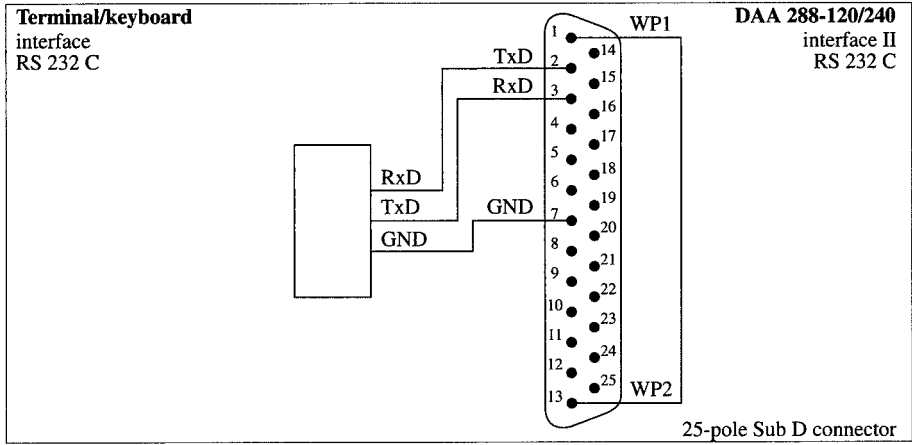 Terminal/keyboard
interface
RS 232 C
DAA 288-120/240
interface II
RS 232 C
WP1
TxD
RxD
GND
WP2
RxD
TxD
GND
1
2
3
4
5
6
7
8
9
10
11
12
13
14
15
16
17
18
19
20
21
22
23
24
25
25-pole Sub D connector